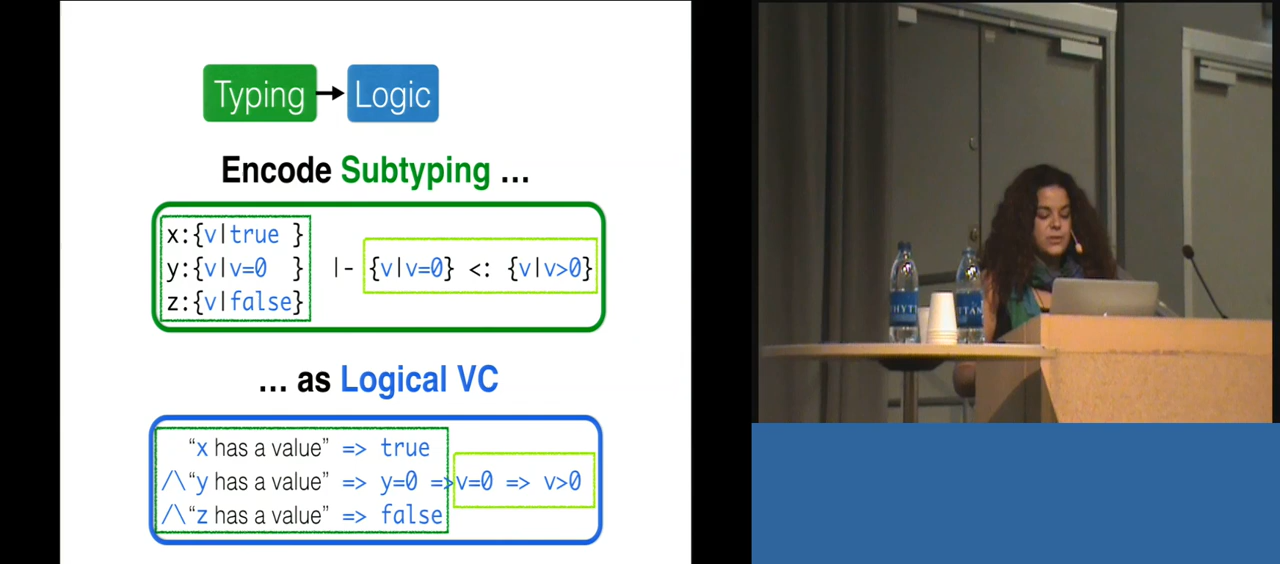 Typing → Logic
Encode Subtyping ...
x:{v|true }
y:{v|v=0 } |- {v|v=0} <: {v|v>0}
z:{v|false}
... as Logical VC
“x has a value” => true
/\“y has a value” => y=0 => v=0 => v>0
/\“z has a value” => false